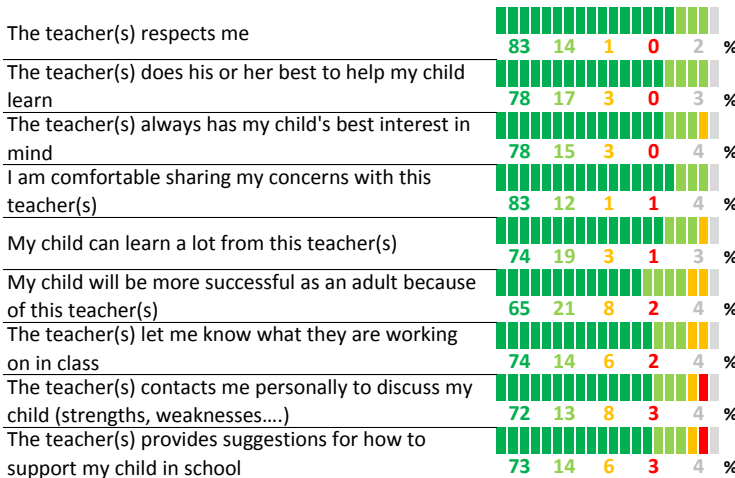 The teacher(s) respects me
83 14 1 0 2 %
The teacher(s) does his or her best to help my child
learn
78 17 3 0 3 %
The teacher(s) always has my child's best interest in
mind
78 15 3 0 4 %
I am comfortable sharing my concerns with this
teacher(s)
83 12 1 1 4 %
My child can learn a lot from this teacher(s)
74 19 3 1 3 %
My child will be more successful as an adult because
of this teacher(s)
65 21 8 2 4 %
The teacher(s) let me know what they are working
on in class
74 14 6 2 4 %
The teacher(s) contacts me personally to discuss my
child (strengths, weaknesses....)
72 13 8 3 4 %
The teacher(s) provides suggestions for how to
support my child in school
73 14 6 3 4 %